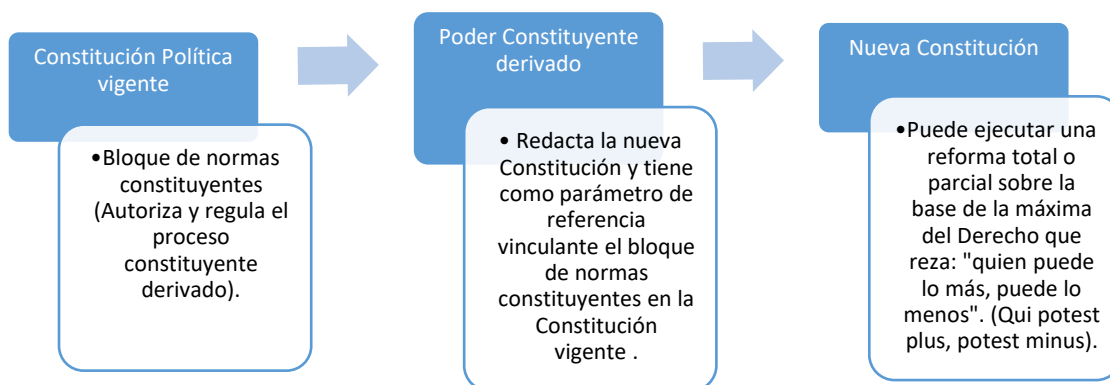 Constitución Política
vigente
•Bloque de normas
constituyentes
(Autoriza y regula el
proceso
constituyente
derivado).
Poder Constituyente
derivado
• Redacta la nueva
Constitución y tiene
como parámetro de
referencia
vinculante el bloque
de normas
constituyentes en la
Constitución
vigente .
Nueva Constitución
•Puede ejecutar una
reforma total o
parcial sobre la
base de la máxima
del Derecho que
reza: "quien puede
lo más, puede lo
menos". (Qui potest
plus, potest minus).